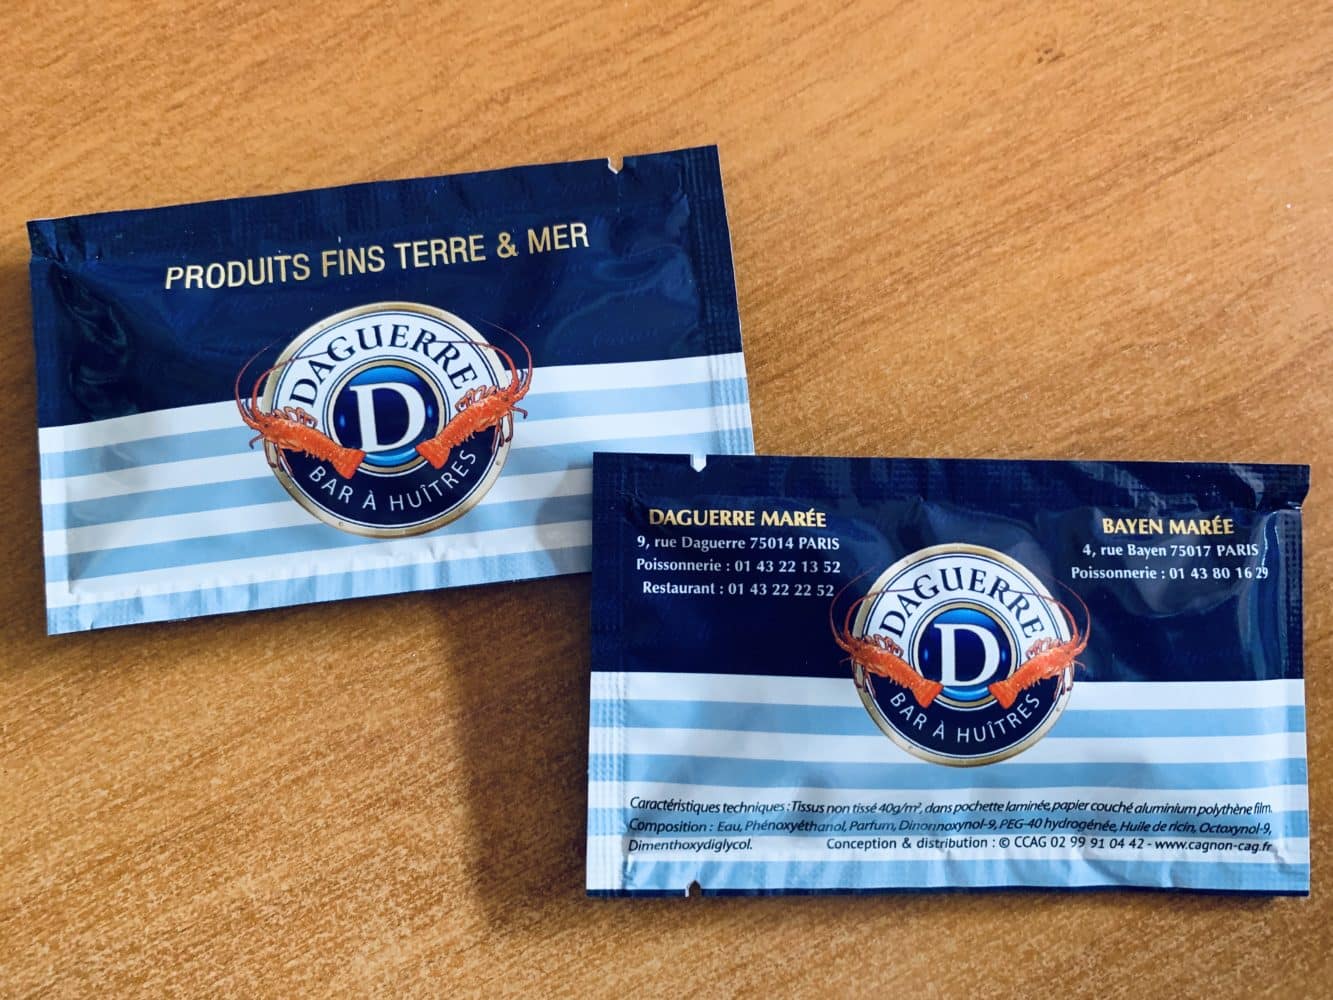 PRODUITS FINS TERRE & MER
DAGUERRE
D
BAR À HUÎTRES
DAGUERRE MARÉE
9, rue Daguerre 75014 PARIS
Poissonnerie : 01 43 22 13 52
Restaurant : 01 43 22 22 52
BAYEN MARÉE
4, rue Bayen 75017 PARIS
Poissonnerie : 01 43 80 16 29
DAGUERRE
D
BAR À HUÎTRES
Caractéristiques techniques : Tissus non tissé 40g/m², dans pochette laminée, papier couché aluminium polythène film.
Composition : Eau, Phénoxyéthanol, Parfum, Dinonnoxynol-9, PEG-40 hydrogénée, Huile de ricin, Octoxynol-9,
Dimenthoxydiglycol. Conception & distribution : © CCAG 02 99 91 04 42 - www.cagnon-cag.fr